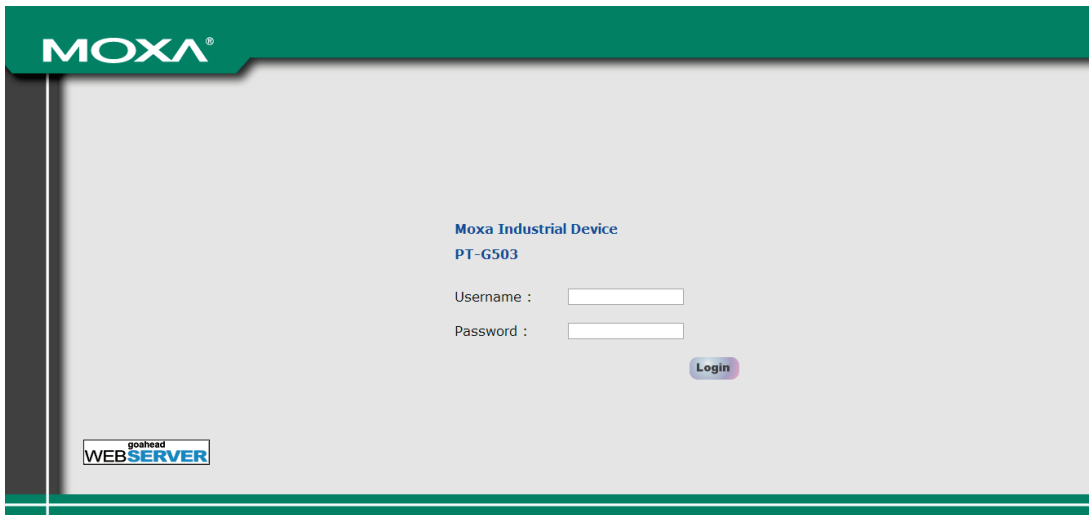 MOXA®
Moxa Industrial Device
PT-G503
Username :
Password :
Login
goahead
WEBSERVER